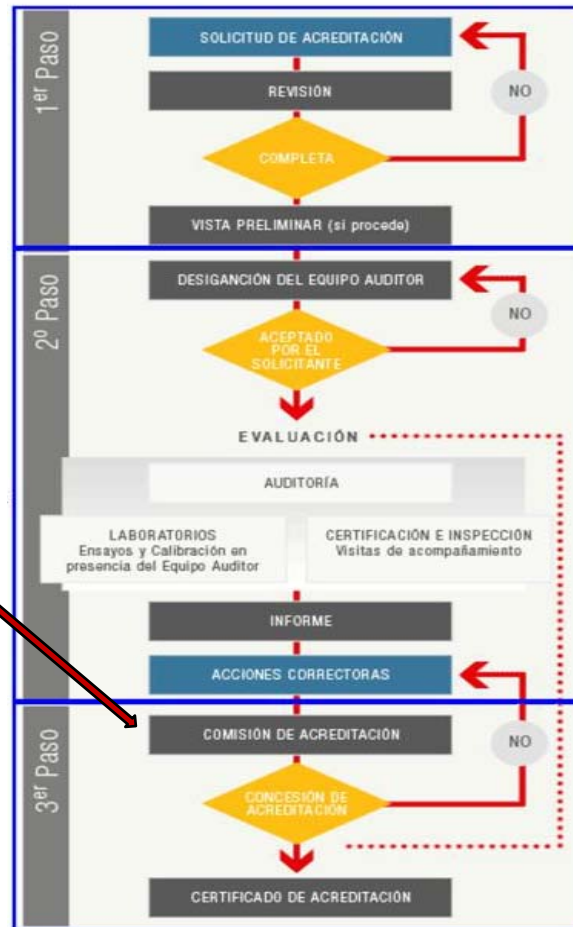 1er Paso
SOLICITUD DE ACREDITACIÓN
REVISIÓN
NO
COMPLETA
VISTA PRELIMINAR (si procede)
2º Paso
DESIGANCIÓN DEL EQUIPO AUDITOR
NO
ACEPTADO
POR EL
SOLICITANTE
EVALUACIÓN
AUDITORÍA
LABORATORIOS
Ensayos y Calibración en
presencia del Equipo Auditor
CERTIFICACIÓN E INSPECCIÓN
Visitas de acompañamiento
INFORME
ACCIONES CORRECTORAS
3er Paso
COMISIÓN DE ACREDITACIÓN
NO
CONCESIÓN DE
ACREDITACIÓN
CERTIFICADO DE ACREDITACIÓN